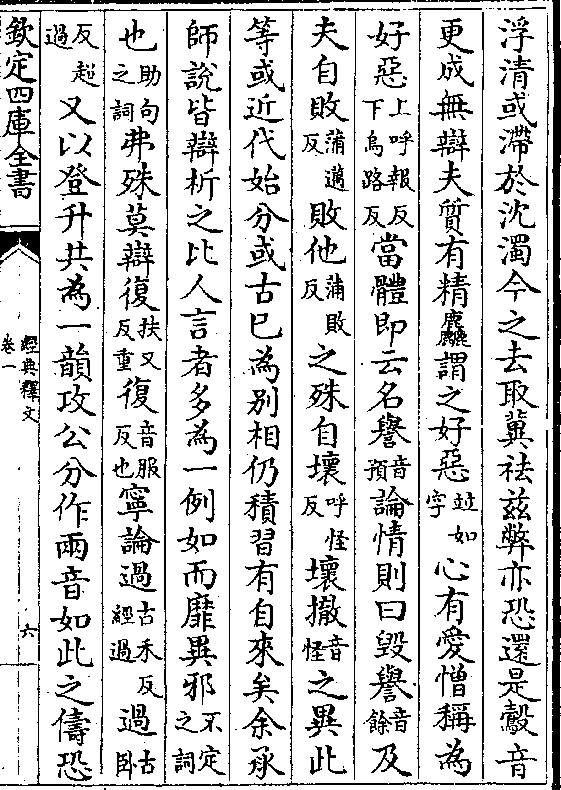 浮清或滯於沈濁今之去取冀祛茲弊亦恐還是鷇音
更成無辯夫質有精麤謂之好惡並如字心有愛憎稱為
好惡上呼報反下烏路反當體即云名譽音預論情則曰毀譽音餘及
夫自敗蒲邁反敗他蒲敗反之殊自壞呼怪反壞撤音怪之異此
等或近代始分或古已為別相仍積習有自來矣余承
師說皆辯析之比人言者多為一例如而靡異邪不定之詞
也助句之詞弗殊莫辯復扶又反重復音服反也寧論過古禾反經過過古臥
反超過又以登升共為一韻攻公分作兩音如此之儔恐
欽定四庫全書
經典釋文
卷一
六